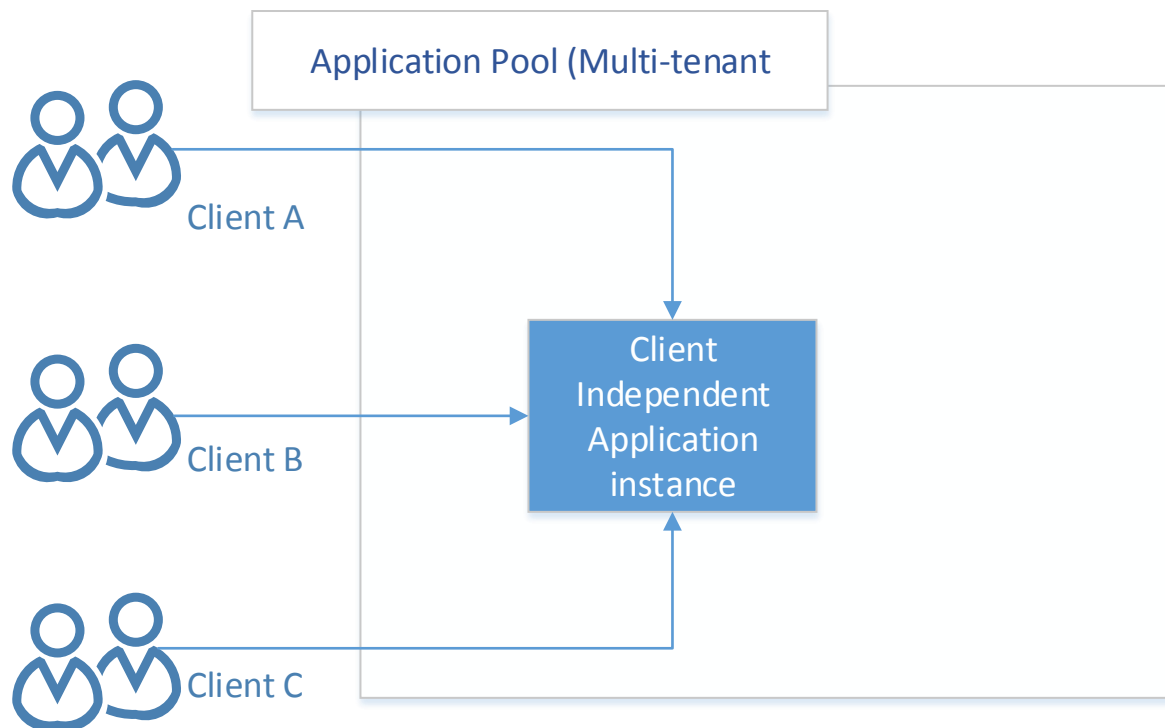 Application Pool (Multi-tenant
Client A
Client
Independent
Application
instance
Client B
Client C